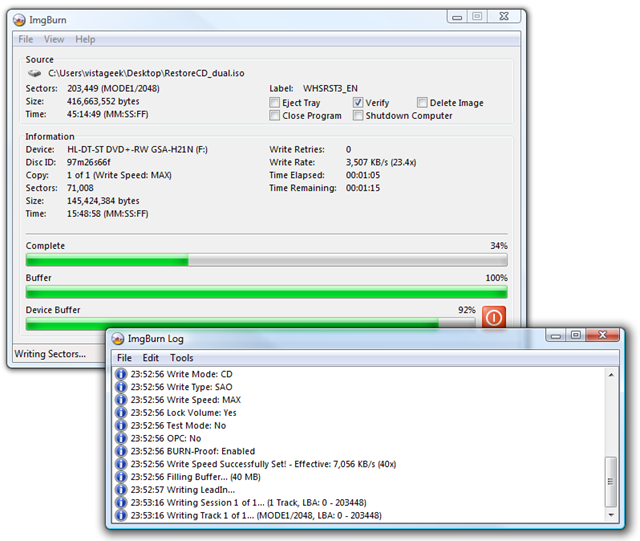 ImgBurn
File View Help
Source
C:\Users\vistageek\Desktop\RestoreCD_dual.iso
Sectors: 203,449 (MODE1/2048) Label: WHSRST3_EN
Size: 416,663,552 bytes Eject Tray Verify Delete Image
Time: 45:14:49 (MM:SS:FF) Close Program Shutdown Computer
Information
Device: HL-DT-ST DVD+-RW GSA-H21N (F:) Write Retries: 0
Disc ID: 97m26s66f Write Rate: 3,507 KB/s (23.4x)
Copy: 1 of 1 (Write Speed: MAX) Time Elapsed: 00:01:05
Sectors: 71,008 Time Remaining: 00:01:15
Size: 145,424,384 bytes
Time: 15:48:58 (MM:SS:FF)
Complete 34%
Buffer 100%
Device Buffer 92%
Writing Sectors...
ImgBurn Log
File Edit Tools
23:52:56 Write Mode: CD
23:52:56 Write Type: SAO
23:52:56 Write Speed: MAX
23:52:56 Lock Volume: Yes
23:52:56 Test Mode: No
23:52:56 OPC: No
23:52:56 BURN-Proof: Enabled
23:52:56 Write Speed Successfully Set! - Effective: 7,056 KB/s (40x)
23:52:56 Filling Buffer... (40 MB)
23:52:57 Writing LeadIn...
23:53:16 Writing Session 1 of 1... (1 Track, LBA: 0 - 203448)
23:53:16 Writing Track 1 of 1... (MODE1/2048, LBA: 0 - 203448)